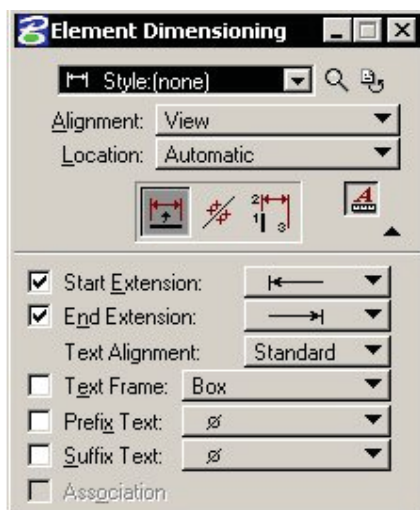 Element Dimensioning
Style:(none)
Alignment: View
Location: Automatic
Start Extension:
End Extension:
Text Alignment: Standard
Text Frame: Box
Prefix Text: ø
Suffix Text: ø
Association